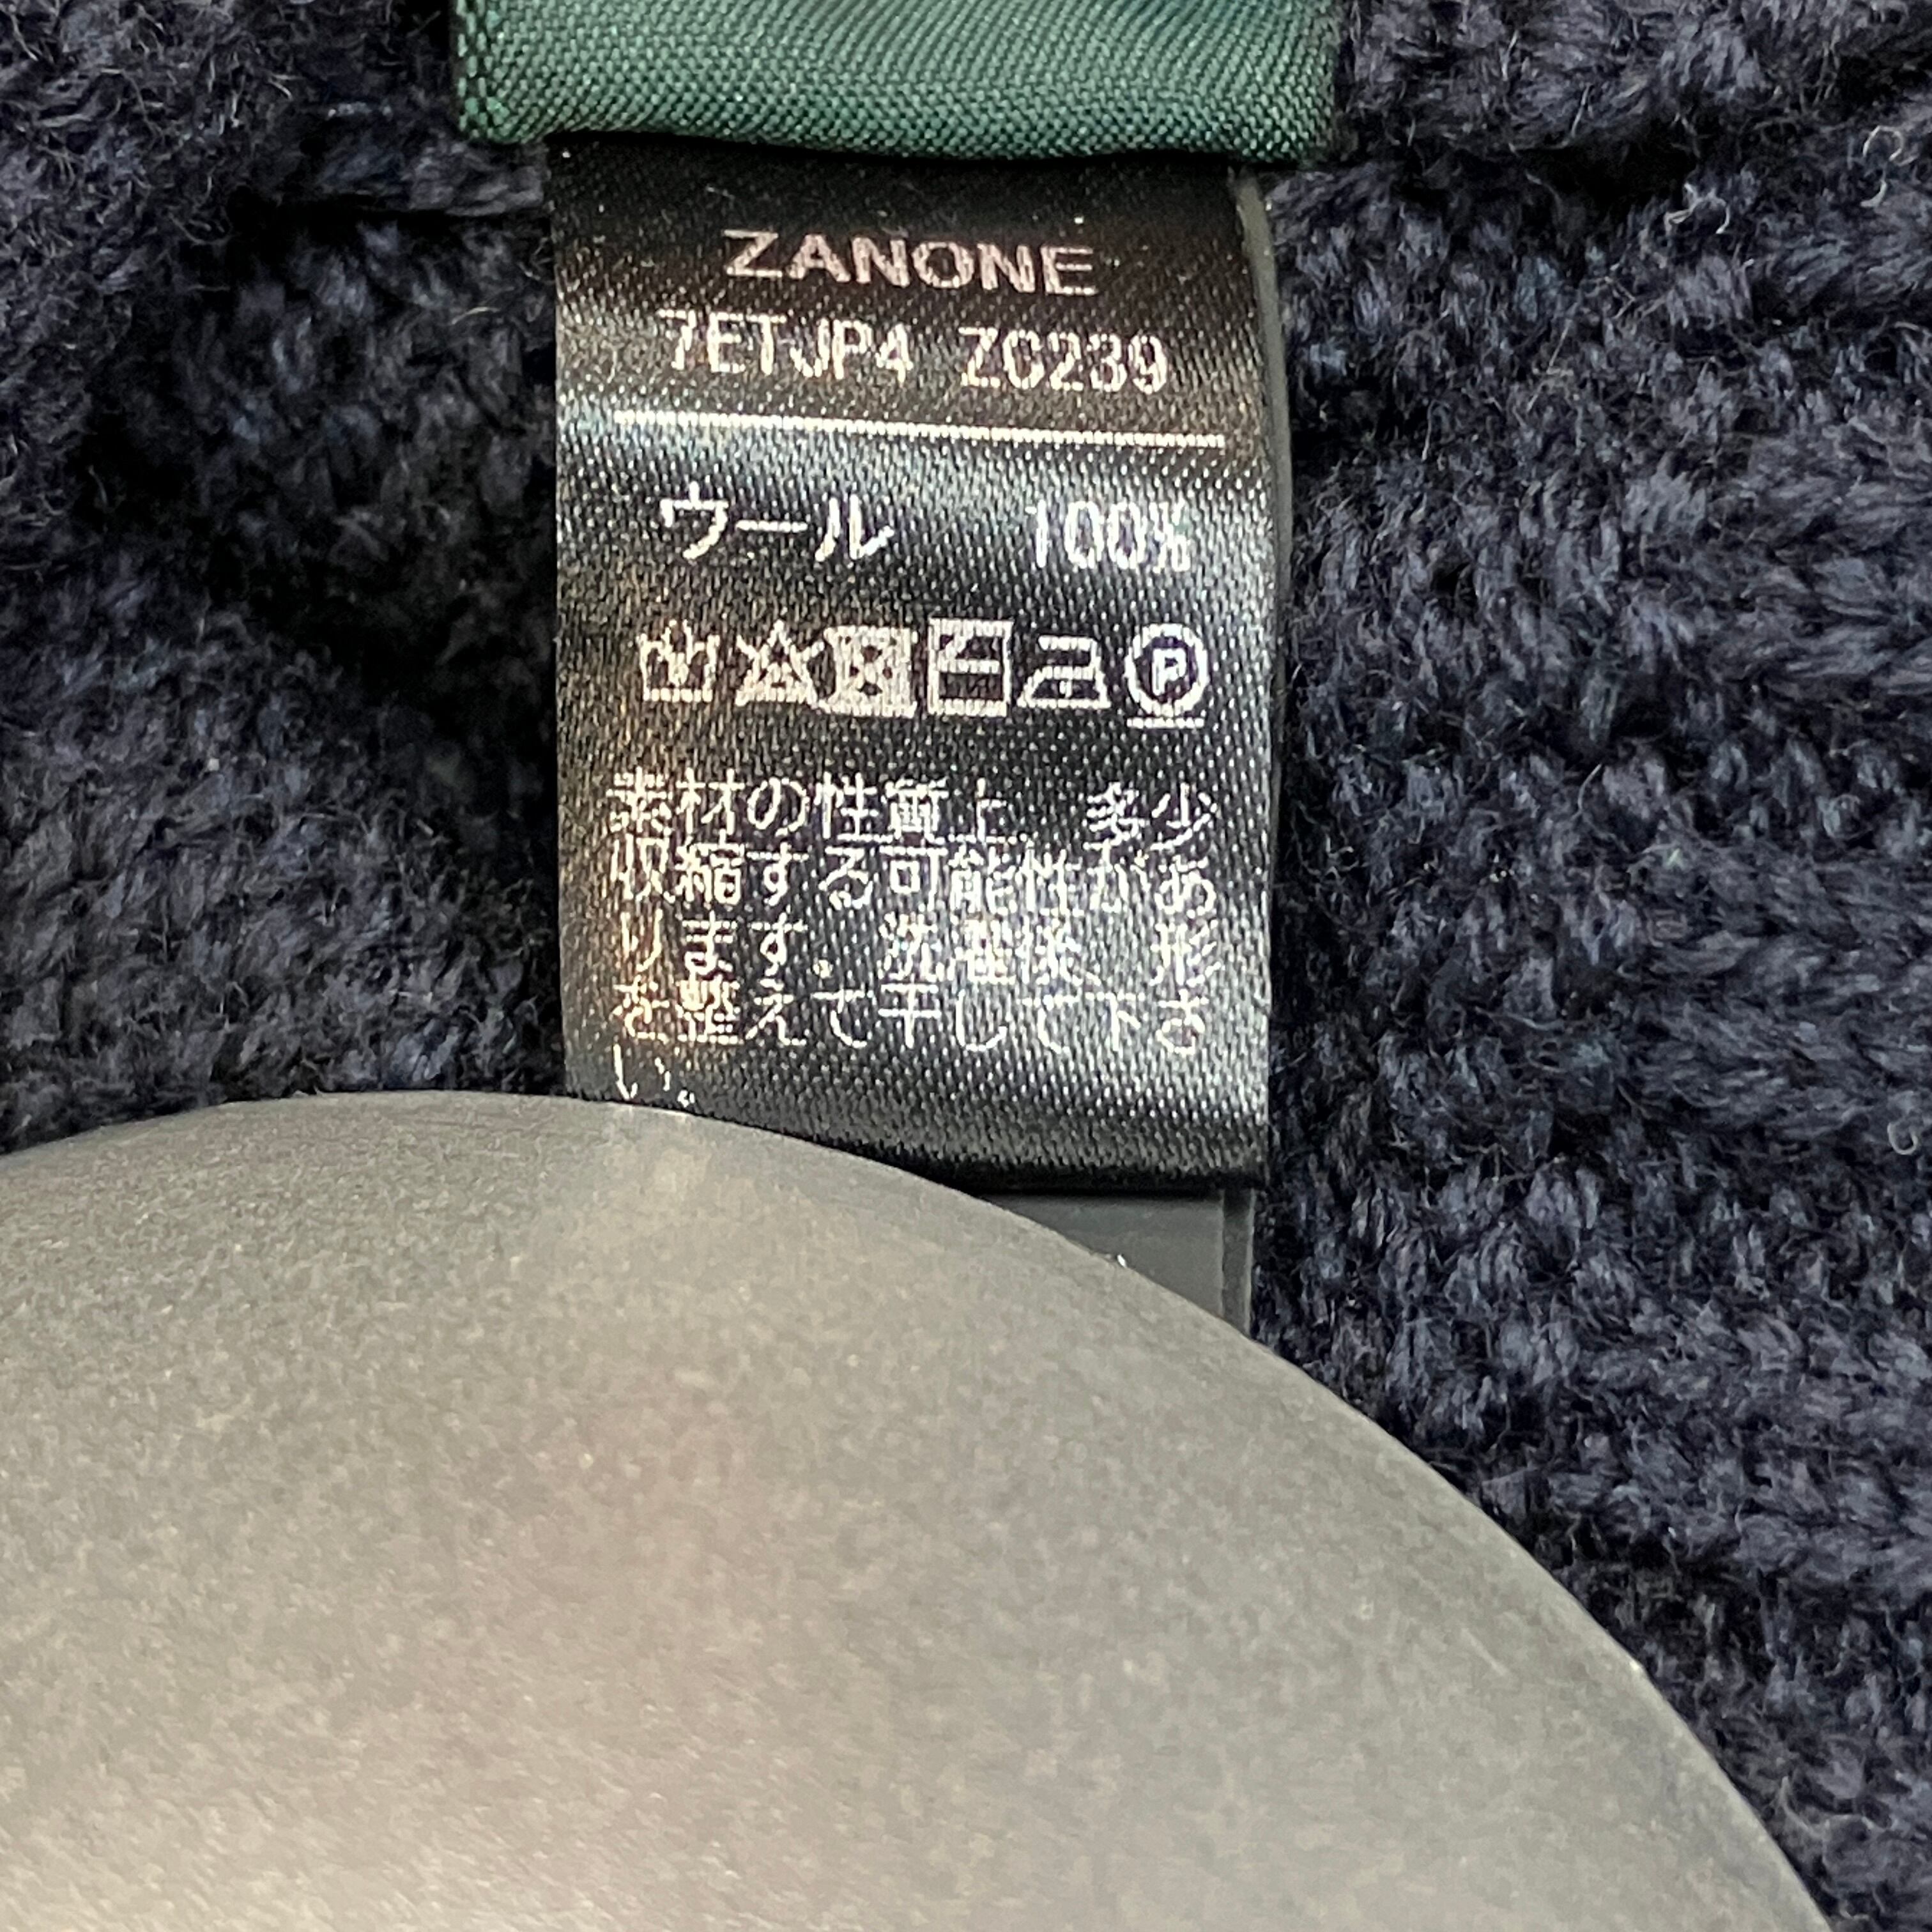 ZANONE
7ETJP4 ZC239
ウール 100%
P
素材の性質上、多少
収縮する可能性があ
ります。洗濯後、形
を整えて干して下さ
い。